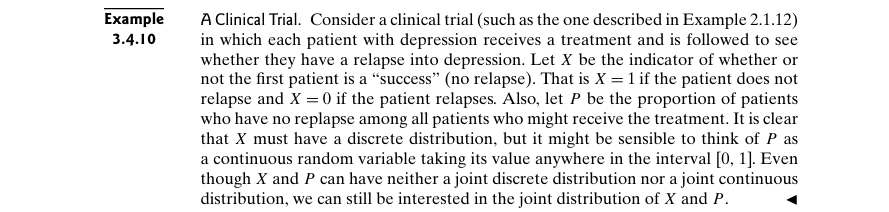 Example
3.4.10
A Clinical Trial. Consider a clinical trial (such as the one described in Example 2.1.12)
in which each patient with depression receives a treatment and is followed to see
whether they have a relapse into depression. Let X be the indicator of whether or
not the first patient is a “success” (no relapse). That is X = 1 if the patient does not
relapse and X = 0 if the patient relapses. Also, let P be the proportion of patients
who have no replapse among all patients who might receive the treatment. It is clear
that X must have a discrete distribution, but it might be sensible to think of P as
a continuous random variable taking its value anywhere in the interval [0, 1]. Even
though X and P can have neither a joint discrete distribution nor a joint continuous
distribution, we can still be interested in the joint distribution of X and P. ◄